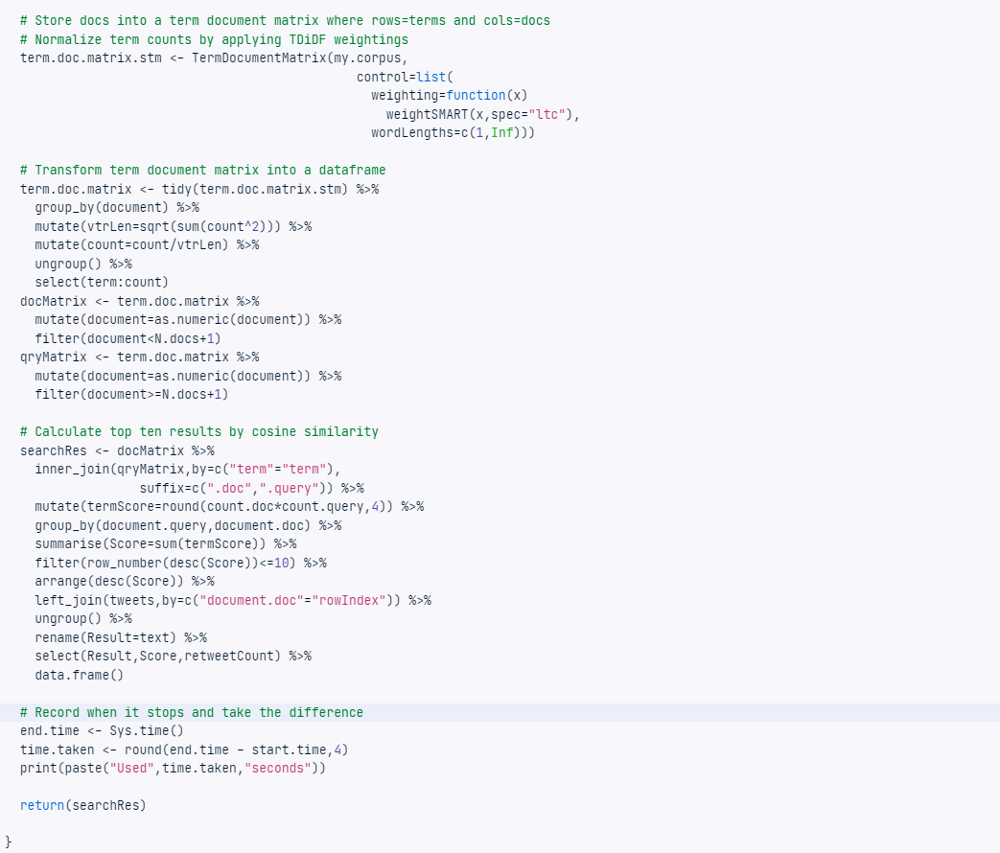 # Store docs into a term document matrix where rows=terms and cols=docs
# Normalize term counts by applying TDiDF weightings
term.doc.matrix.stm <- TermDocumentMatrix(my.corpus,
control=list(
weighting=function(x)
weightSMART(x,spec="ltc"),
wordLengths=c(1,Inf)))
# Transform term document matrix into a dataframe
term.doc.matrix <- tidy(term.doc.matrix.stm) %>%
group_by(document) %>%
mutate(vtrLen=sqrt(sum(count^2))) %>%
mutate(count=count/vtrLen) %>%
ungroup() %>%
select(term:count)
docMatrix <- term.doc.matrix %>%
mutate(document=as.numeric(document)) %>%
filter(document<N.docs+1)
qryMatrix <- term.doc.matrix %>%
mutate(document=as.numeric(document)) %>%
filter(document>=N.docs+1)
# Calculate top ten results by cosine similarity
searchRes <- docMatrix %>%
inner_join(qryMatrix,by=c("term"="term"),
suffix=c(".doc",".query")) %>%
mutate(termScore=round(count.doc*count.query,4)) %>%
group_by(document.query,document.doc) %>%
summarise(Score=sum(termScore)) %>%
filter(row_number(desc(Score))<=10) %>%
arrange(desc(Score)) %>%
left_join(tweets,by=c("document.doc"="rowIndex")) %>%
ungroup() %>%
rename(Result=text) %>%
select(Result,Score,retweetCount) %>%
data.frame()
# Record when it stops and take the difference
end.time <- Sys.time()
time.taken <- round(end.time - start.time,4)
print(paste("Used",time.taken,"seconds"))
return(searchRes)
}